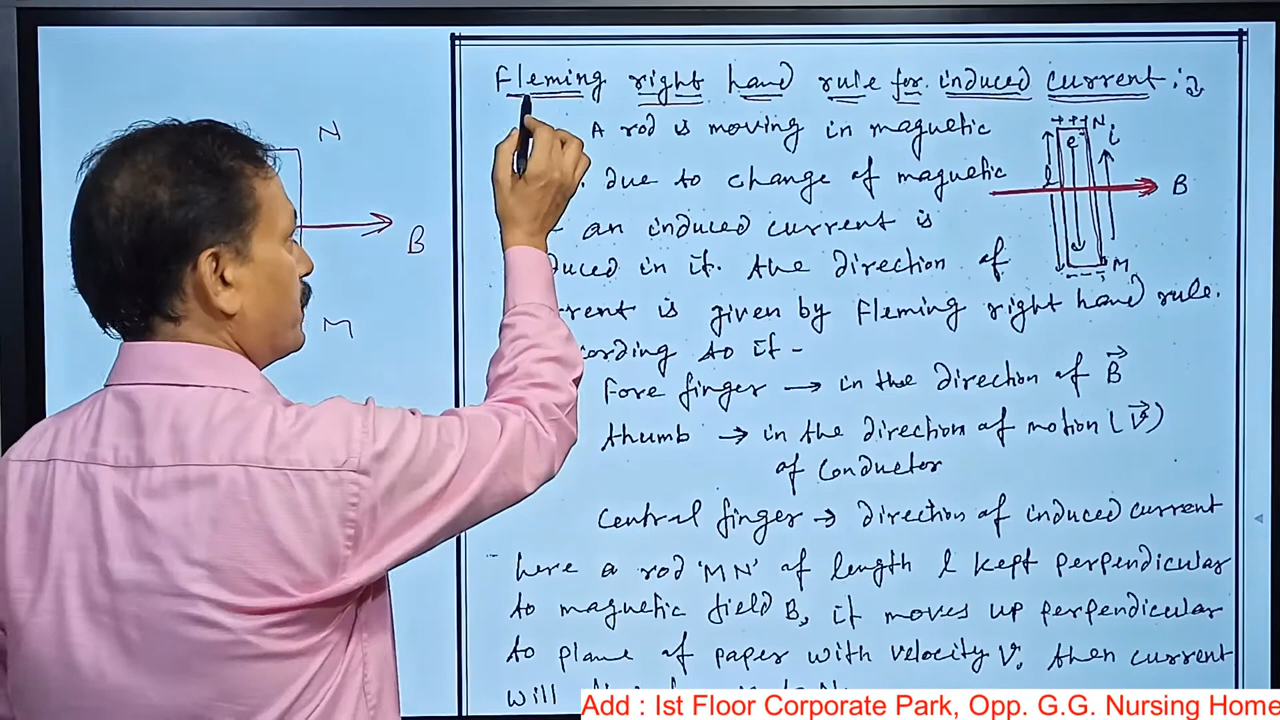 Fleming right hand rule for induced current :
A rod is moving in magnetic
due to change of magnetic
an induced current is
duced in it. the direction of
rrent is given by Fleming right hand rule.
cording to it -
Fore finger → in the direction of B
thumb → in the direction of motion (V)
of conductor
Central finger → direction of induced current
here a rod 'MN' of length l kept perpendicular
to magnetic field B, it moves up perpendicular
to plane of paper with velocity V, then current
will
+ + + N
e
i
l
B
M
- - -
N
B
M
Add : Ist Floor Corporate Park, Opp. G.G. Nursing Home